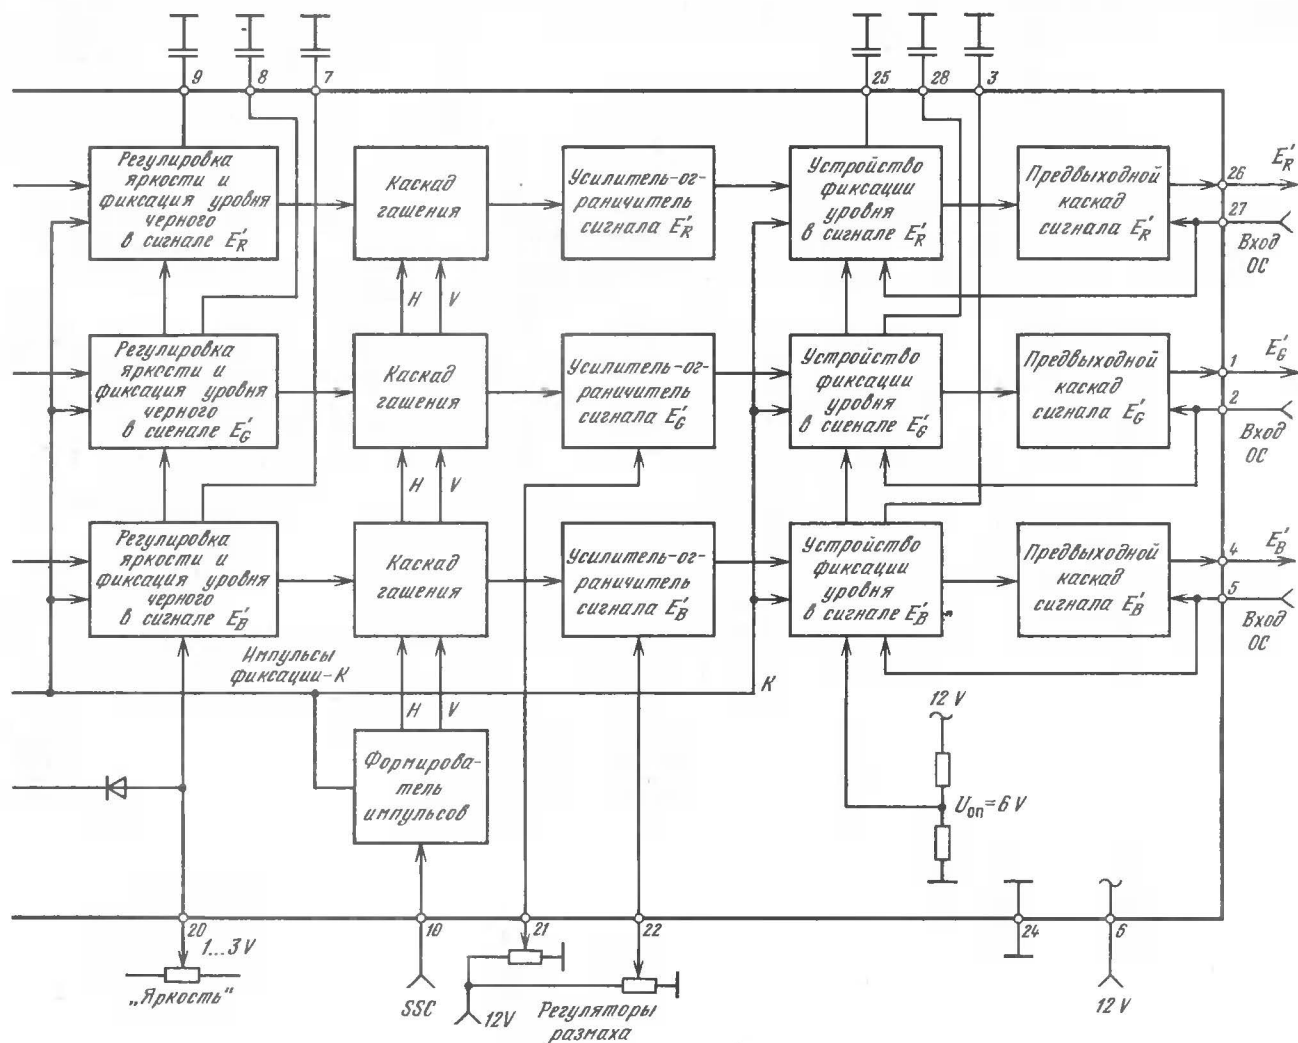 9
8
7
25
28
3
Регулировка
яркости и
фиксация уровня
черного
в сигнале E′R
Каскад
гашения
Усилитель-ог-
раничитель
сигнала E′R
Устройство
фиксации
уровня
в сигнале E′R
Предвыходной
каскад
сигнала E′R
26
E′R
27
Вход
ОС
H
V
Регулировка
яркости и
фиксация уровня
черного
в сиенале E′G
Каскад
гашения
Усилитель-ог-
раничитель
сигнала E′G
Устройство
фиксации
уровня
в сиенале E′G
Предвыходной
каскад
сигнала E′G
1
E′G
2
Вход
ОС
H
V
Регулировка
яркости и
фиксация уровня
черного
в сигнале E′B
Каскад
гашения
Усилитель-ог-
раничитель
сигнала E′B
Устройство
фиксации
уровня
в сигнале E′B
Предвыходной
каскад
сигнала E′B
4
E′B
5
Вход
ОС
Импульсы
фиксации-К
К
H
V
12 V
Формирова-
тель
импульсов
Uоп=6 V
20
10
21
22
24
6
1...3 V
„Яркость"
SSC
12V
Регуляторы
размаха
12 V